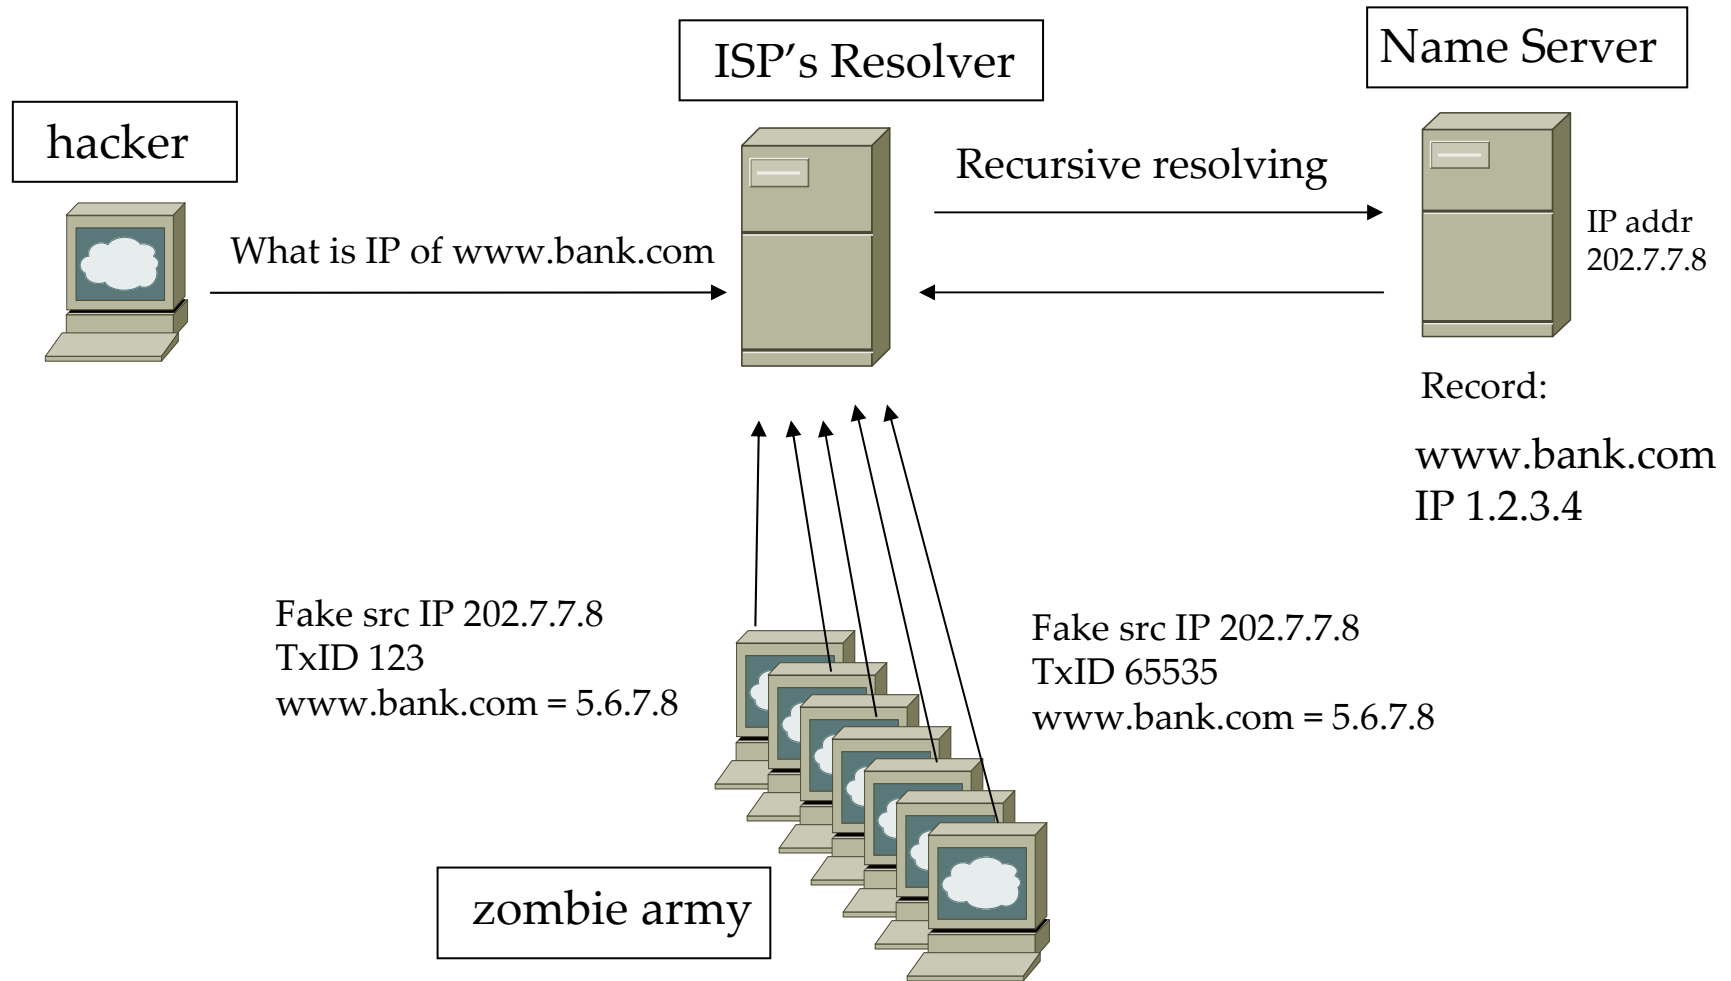 ISP’s Resolver
Name Server
hacker
Recursive resolving
What is IP of www.bank.com
IP addr
202.7.7.8
Record:
www.bank.com
IP 1.2.3.4
Fake src IP 202.7.7.8
TxID 123
www.bank.com = 5.6.7.8
Fake src IP 202.7.7.8
TxID 65535
www.bank.com = 5.6.7.8
zombie army